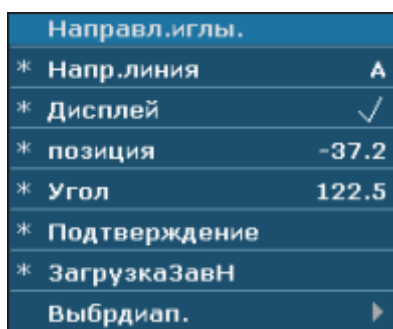 Направл.иглы.
* Напр.линия A
* Дисплей ✓
* позиция -37.2
* Угол 122.5
* Подтверждение
* ЗагрузкаЗавН
Выбрдиап.